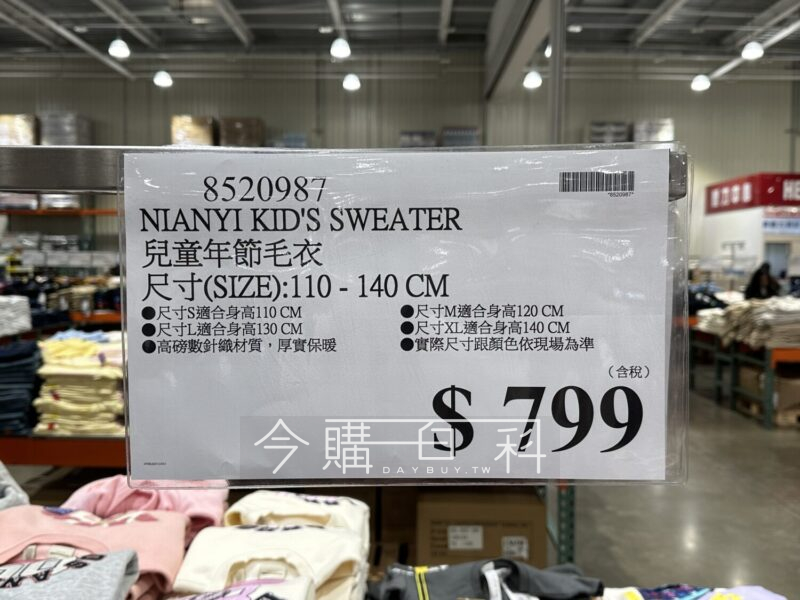 8520987
*8520987*
NIANYI KID'S SWEATER
兒童年節毛衣
尺寸(SIZE):110 - 140 CM
●尺寸S適合身高110 CM ●尺寸M適合身高120 CM
●尺寸L適合身高130 CM ●尺寸XL適合身高140 CM
●高磅數針織材質，厚實保暖 ●實際尺寸跟顏色依現場為準
（含稅）
$ 799
今購百科
DAYBUY.TW